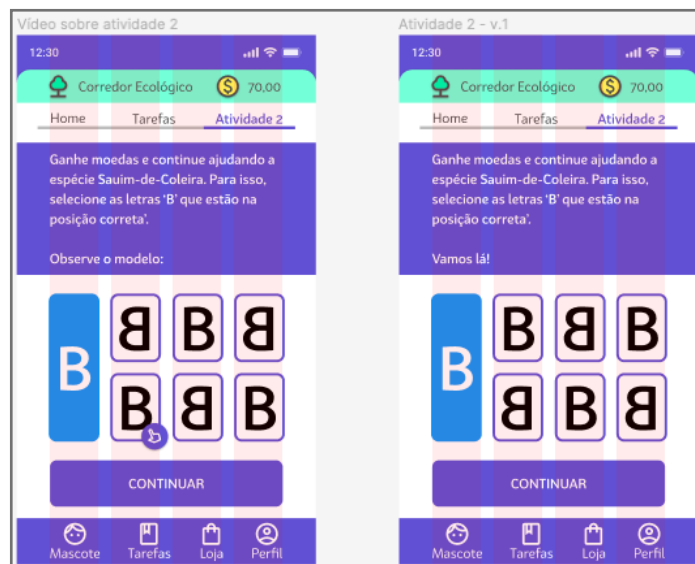 Vídeo sobre atividade 2
12:30
Corredor Ecológico $ 70,00
Home Tarefas Atividade 2
Ganhe moedas e continue ajudando a
espécie Sauim-de-Coleira. Para isso,
selecione as letras ‘B’ que estão na
posição correta’.
Observe o modelo:
B
B B B
B B B
CONTINUAR
Mascote Tarefas Loja Perfil
Atividade 2 - v.1
12:30
Corredor Ecológico $ 70,00
Home Tarefas Atividade 2
Ganhe moedas e continue ajudando a
espécie Sauim-de-Coleira. Para isso,
selecione as letras ‘B’ que estão na
posição correta’.
Vamos lá!
B
B B B
B B B
CONTINUAR
Mascote Tarefas Loja Perfil